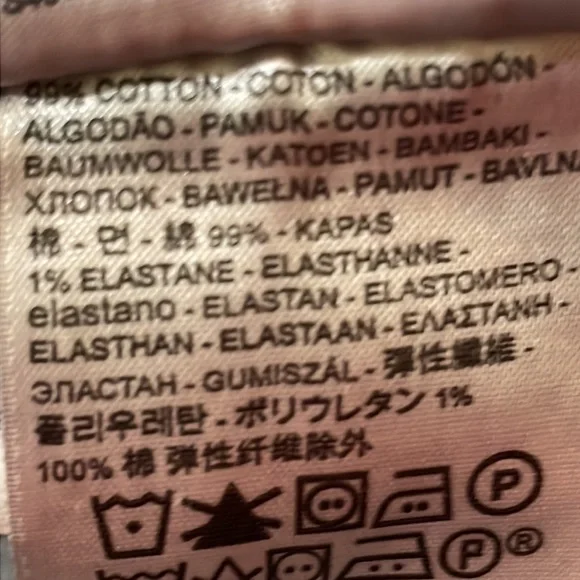 99% COTTON - COTON - ALGODÓN -
ALGODÃO - PAMUK - COTONE -
BAUMWOLLE - KATOEN - BAMBAKI -
ХЛОПОК - BAWEŁNA - PAMUT - BAVLNA
棉 - 면 - 綿 99% - KAPAS
1% ELASTANE - ELASTHANNE -
elastano - ELASTAN - ELASTOMERO -
ELASTHAN - ELASTAAN - ΕΛΑΣΤΑΝΗ -
ЭЛАСТАН - GUMISZÁL - 弹性纖維 -
폴리우레탄 - ポリウレタン 1%
100% 棉 弹性纤维除外
P
P®